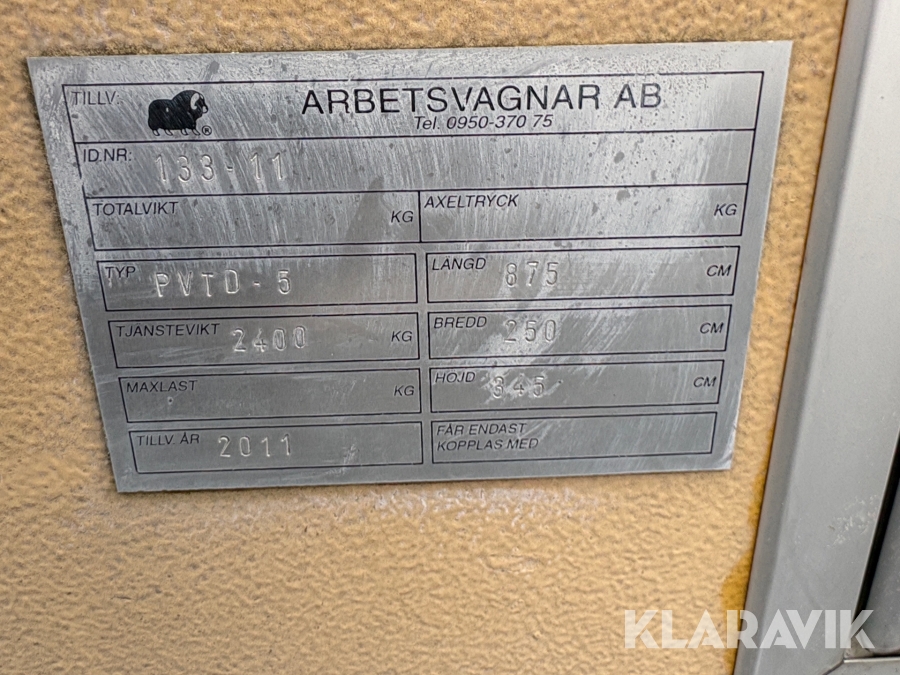 TILLV: ® ARBETSVAGNAR AB
Tel. 0950-370 75
ID.NR: 133-11
TOTALVIKT KG AXELTRYCK KG
TYP PVTD-5 LÄNGD 875 CM
TJÄNSTEVIKT 2400 KG BREDD 250 CM
MAXLAST KG HÖJD 345 CM
TILLV. ÅR 2011 FÅR ENDAST
KOPPLAS MED
KLARAVIK